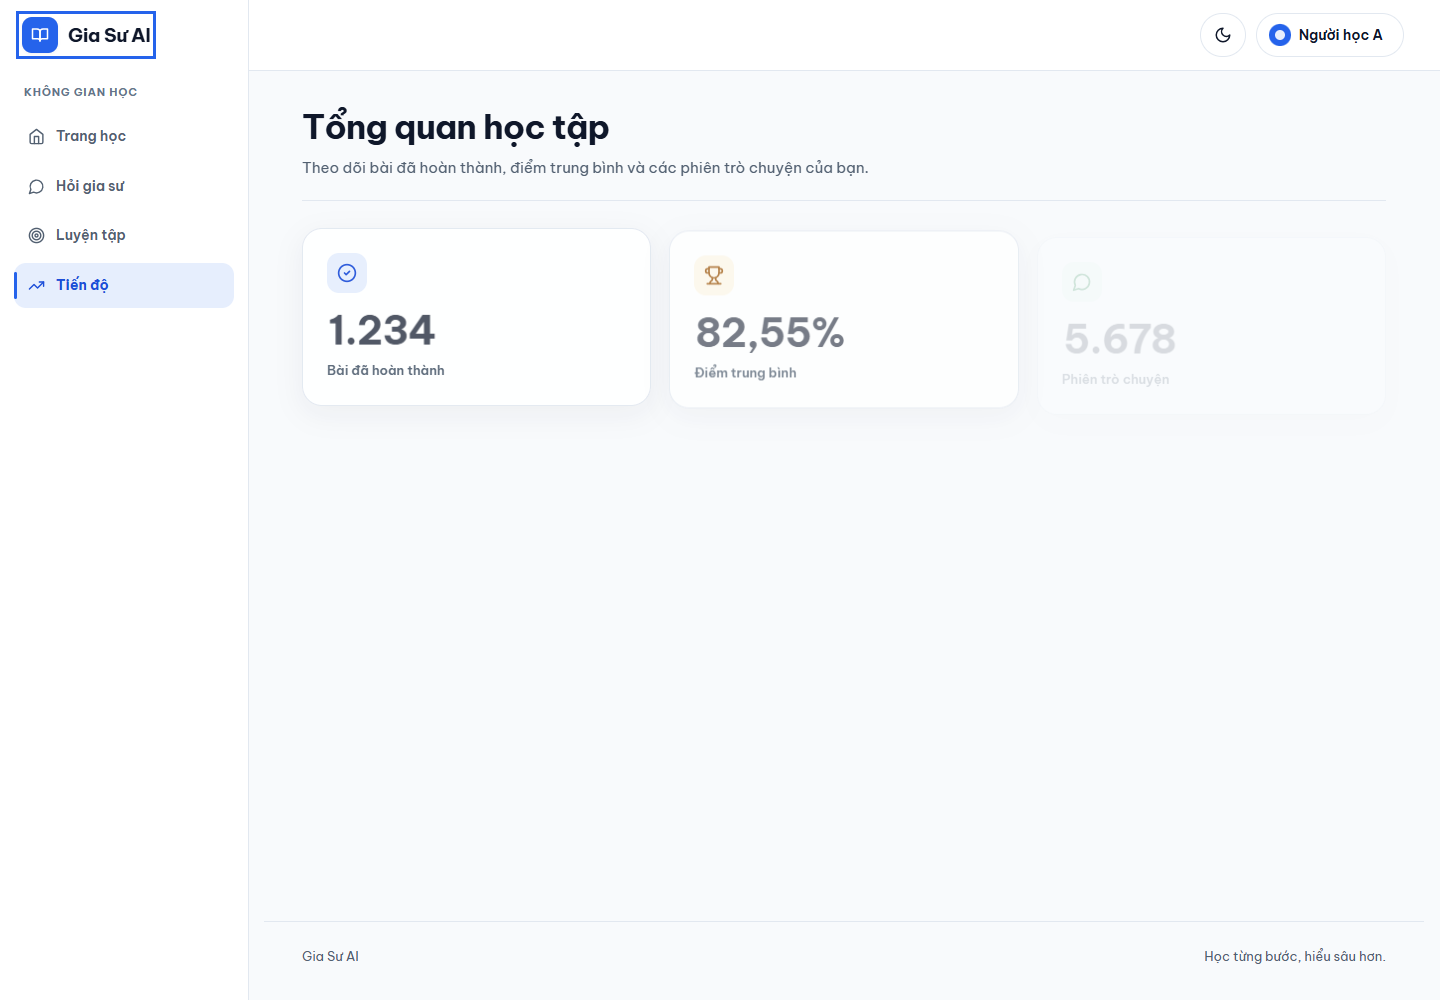 Gia Sư AI
Người học A
KHÔNG GIAN HỌC
Trang học
Hỏi gia sư
Luyện tập
Tiến độ
Tổng quan học tập
Theo dõi bài đã hoàn thành, điểm trung bình và các phiên trò chuyện của bạn.
1.234
Bài đã hoàn thành
82,55%
Điểm trung bình
5.678
Phiên trò chuyện
Gia Sư AI
Học từng bước, hiểu sâu hơn.